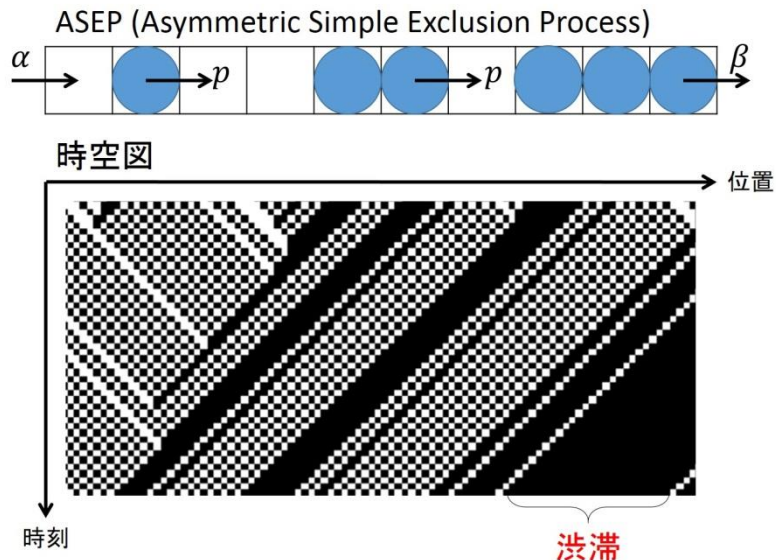 ASEP (Asymmetric Simple Exclusion Process)
α p p β
時空図
位置
時刻
渋滞